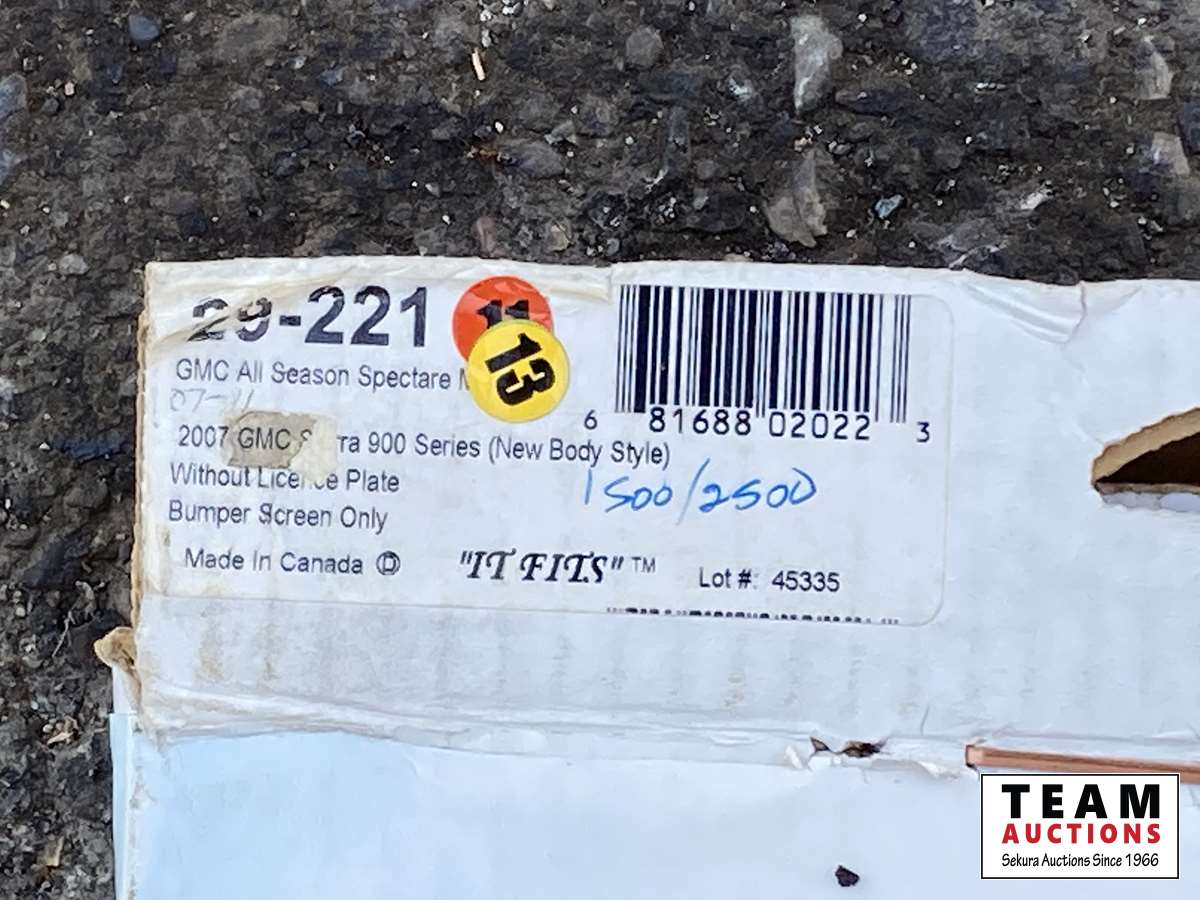 29-221
11
13
GMC All Season Spectare
07-11
2007 GMC 900 Series (New Body Style)
Without Licence Plate
Bumper Screen Only
1500/2500
Made In Canada
"IT FITS" ™ Lot #: 45335
6 81688 02022 3
TEAM
AUCTIONS
Sekura Auctions Since 1966